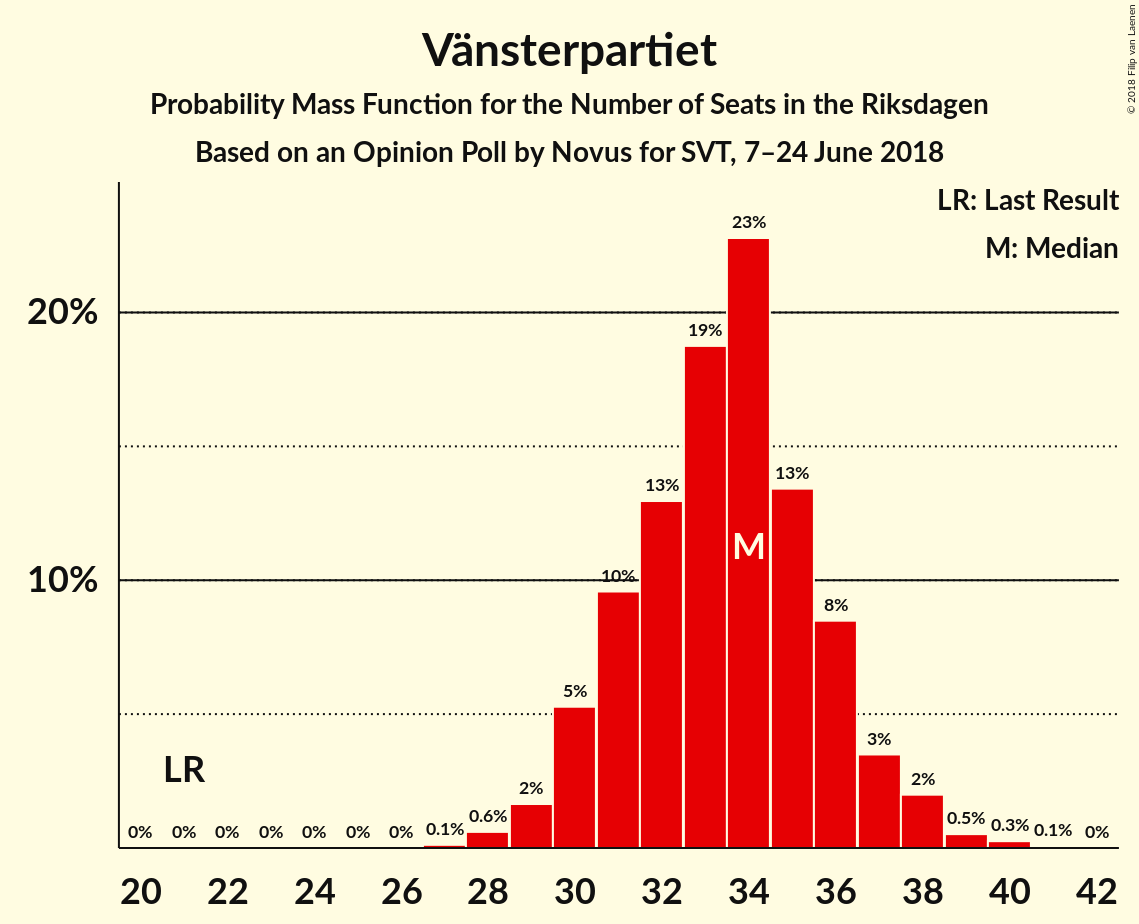 Vänsterpartiet
Probability Mass Function for the Number of Seats in the Riksdagen
Based on an Opinion Poll by Novus for SVT, 7–24 June 2018
© 2018 Filip van Laenen
LR: Last Result
M: Median
20%
10%
LR
M
0% 0% 0% 0% 0% 0% 0% 0.1% 0.6% 2% 5% 10% 13% 19% 23% 13% 8% 3% 2% 0.5% 0.3% 0.1% 0%
20 22 24 26 28 30 32 34 36 38 40 42